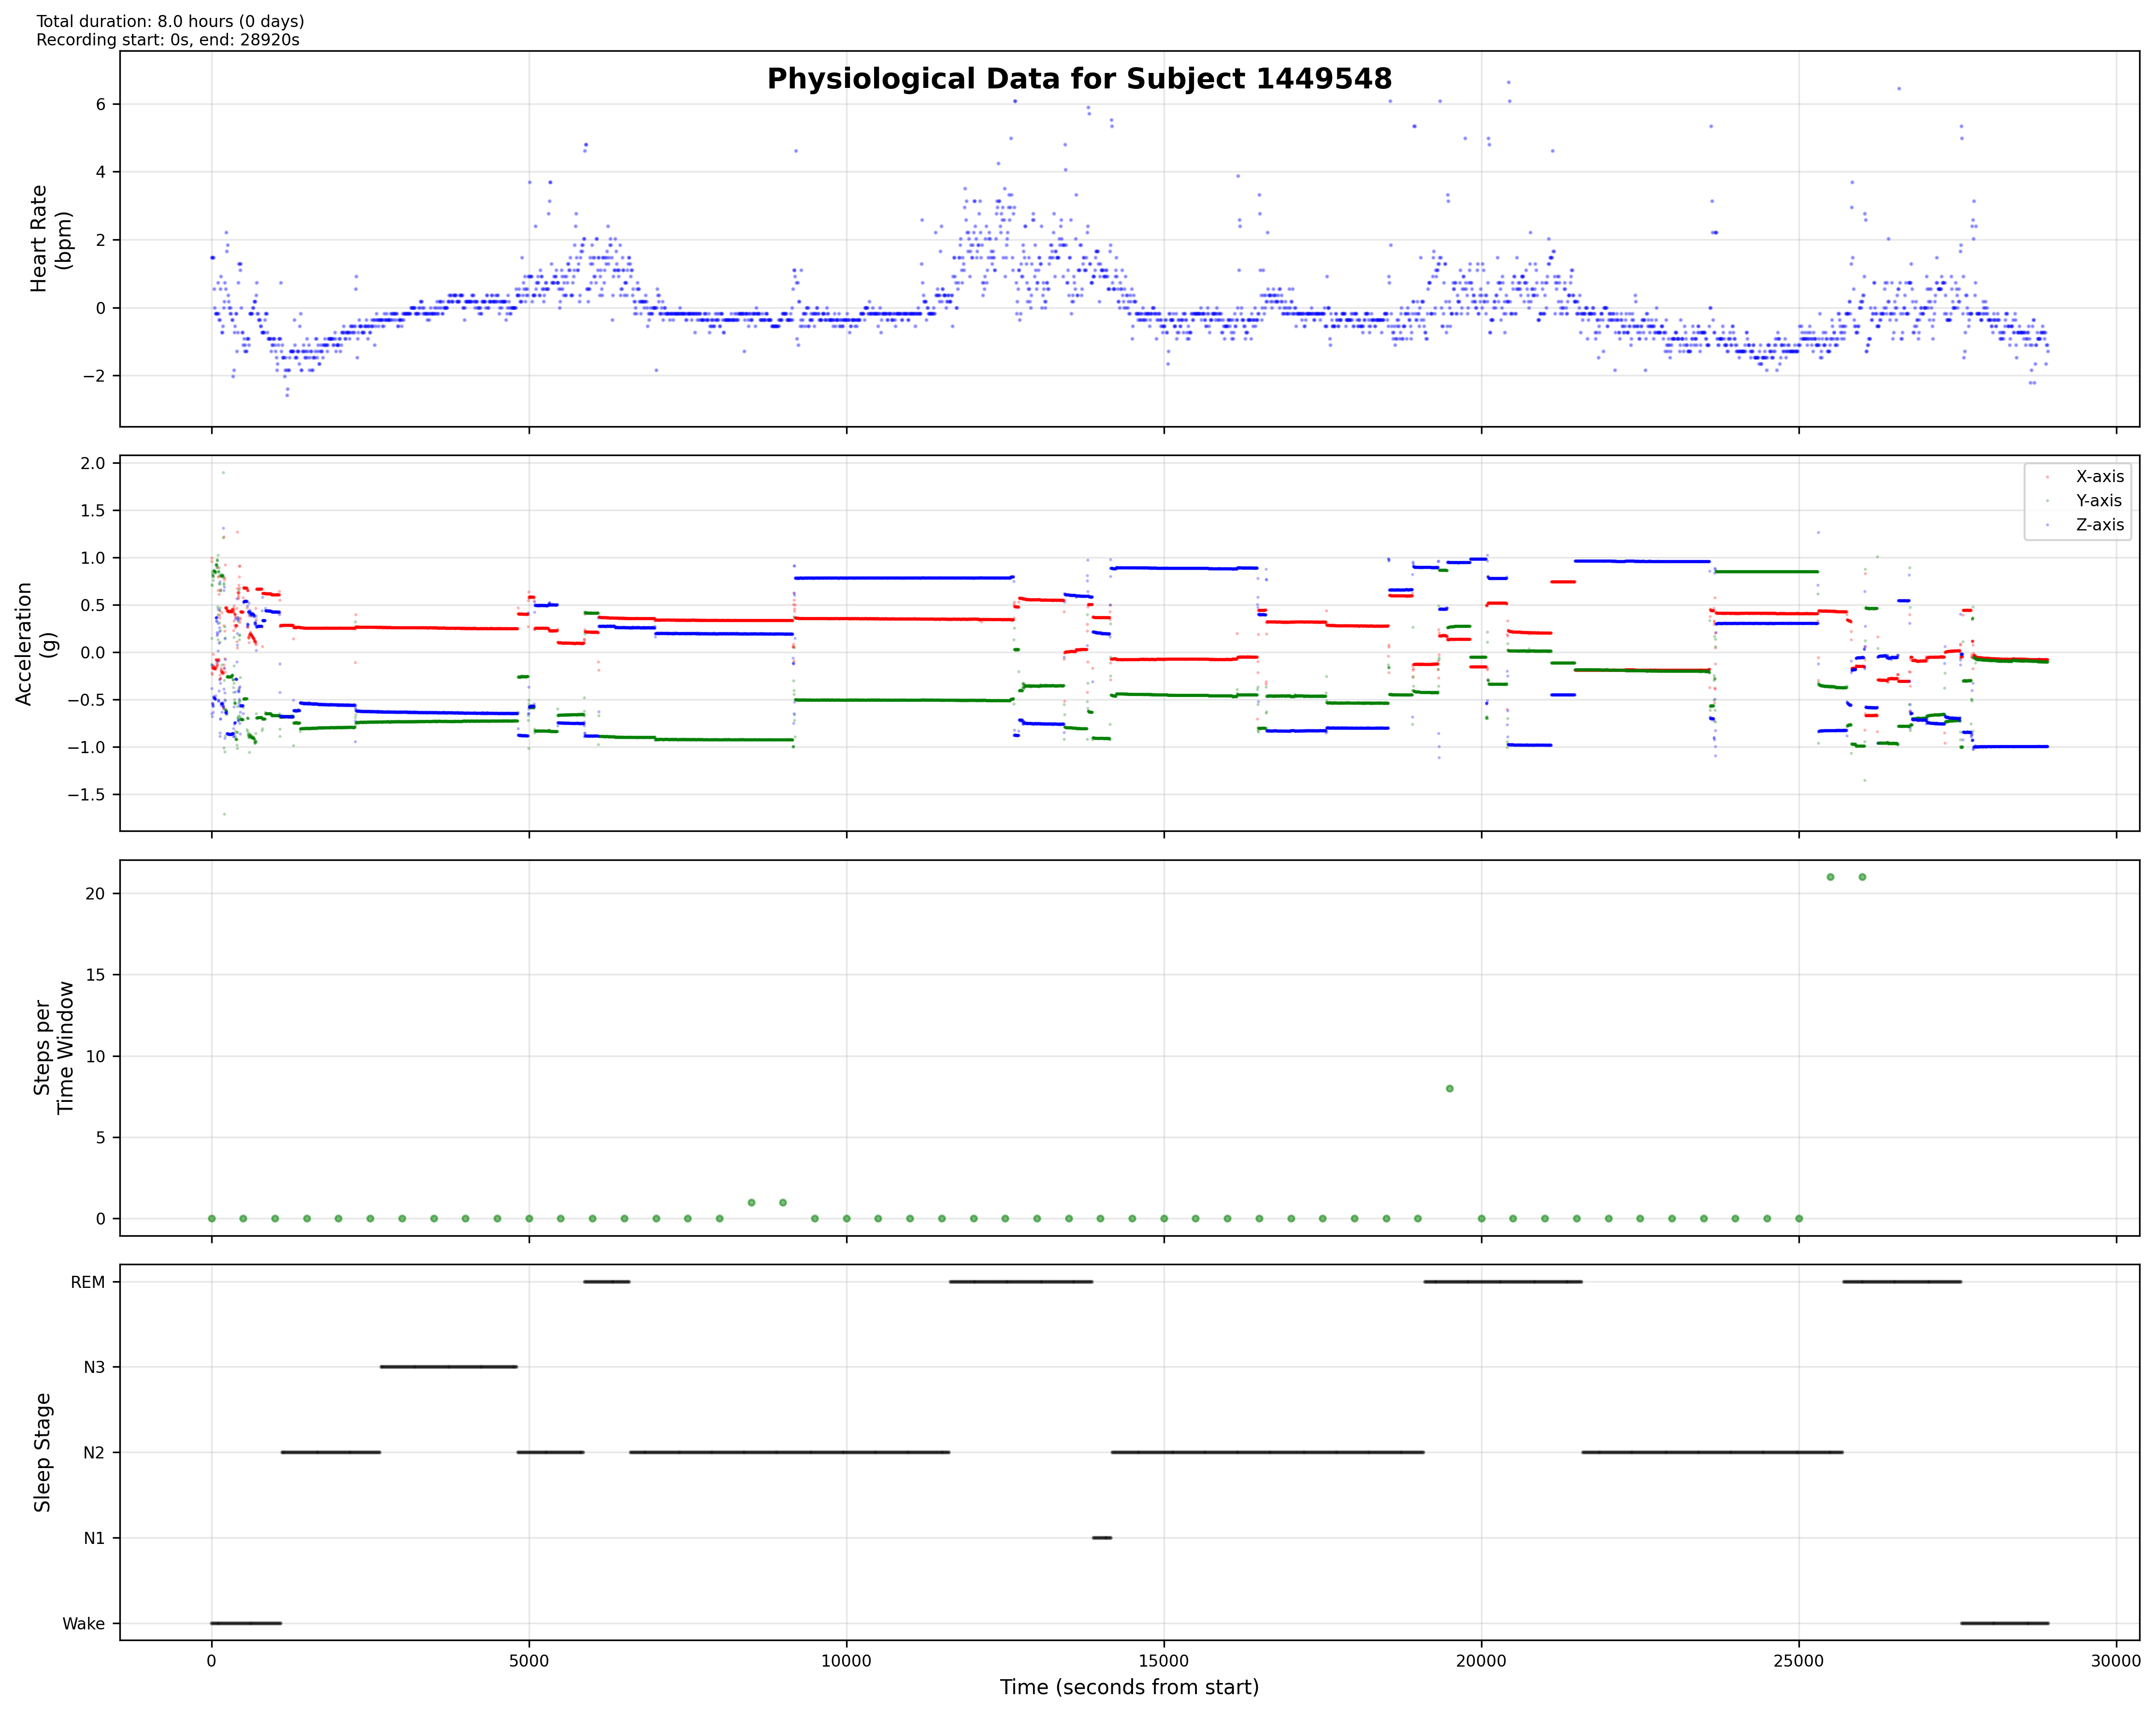 Total duration: 8.0 hours (0 days)
Recording start: 0s, end: 28920s
Physiological Data for Subject 1449548
Heart Rate
(bpm)
6
4
2
0
−2
Acceleration
(g)
2.0
1.5
1.0
0.5
0.0
−0.5
−1.0
−1.5
X-axis
Y-axis
Z-axis
Steps per
Time Window
20
15
10
5
0
Sleep Stage
REM
N3
N2
N1
Wake
0
5000
10000
15000
20000
25000
30000
Time (seconds from start)